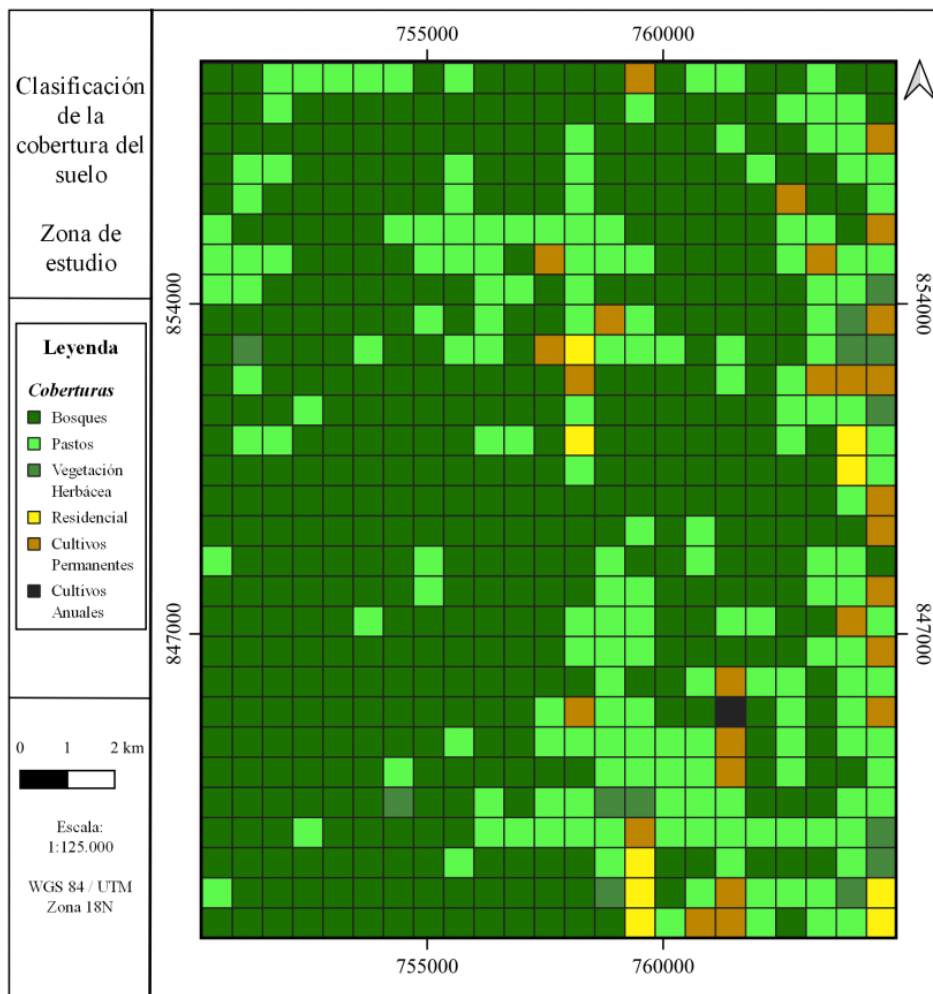 Clasificación
de la
cobertura del
suelo
Zona de
estudio
Leyenda
Coberturas
Bosques
Pastos
Vegetación
Herbácea
Residencial
Cultivos
Permanentes
Cultivos
Anuales
0 1 2 km
Escala:
1:125.000
WGS 84 / UTM
Zona 18N
755000 760000
854000 854000
847000 847000
755000 760000